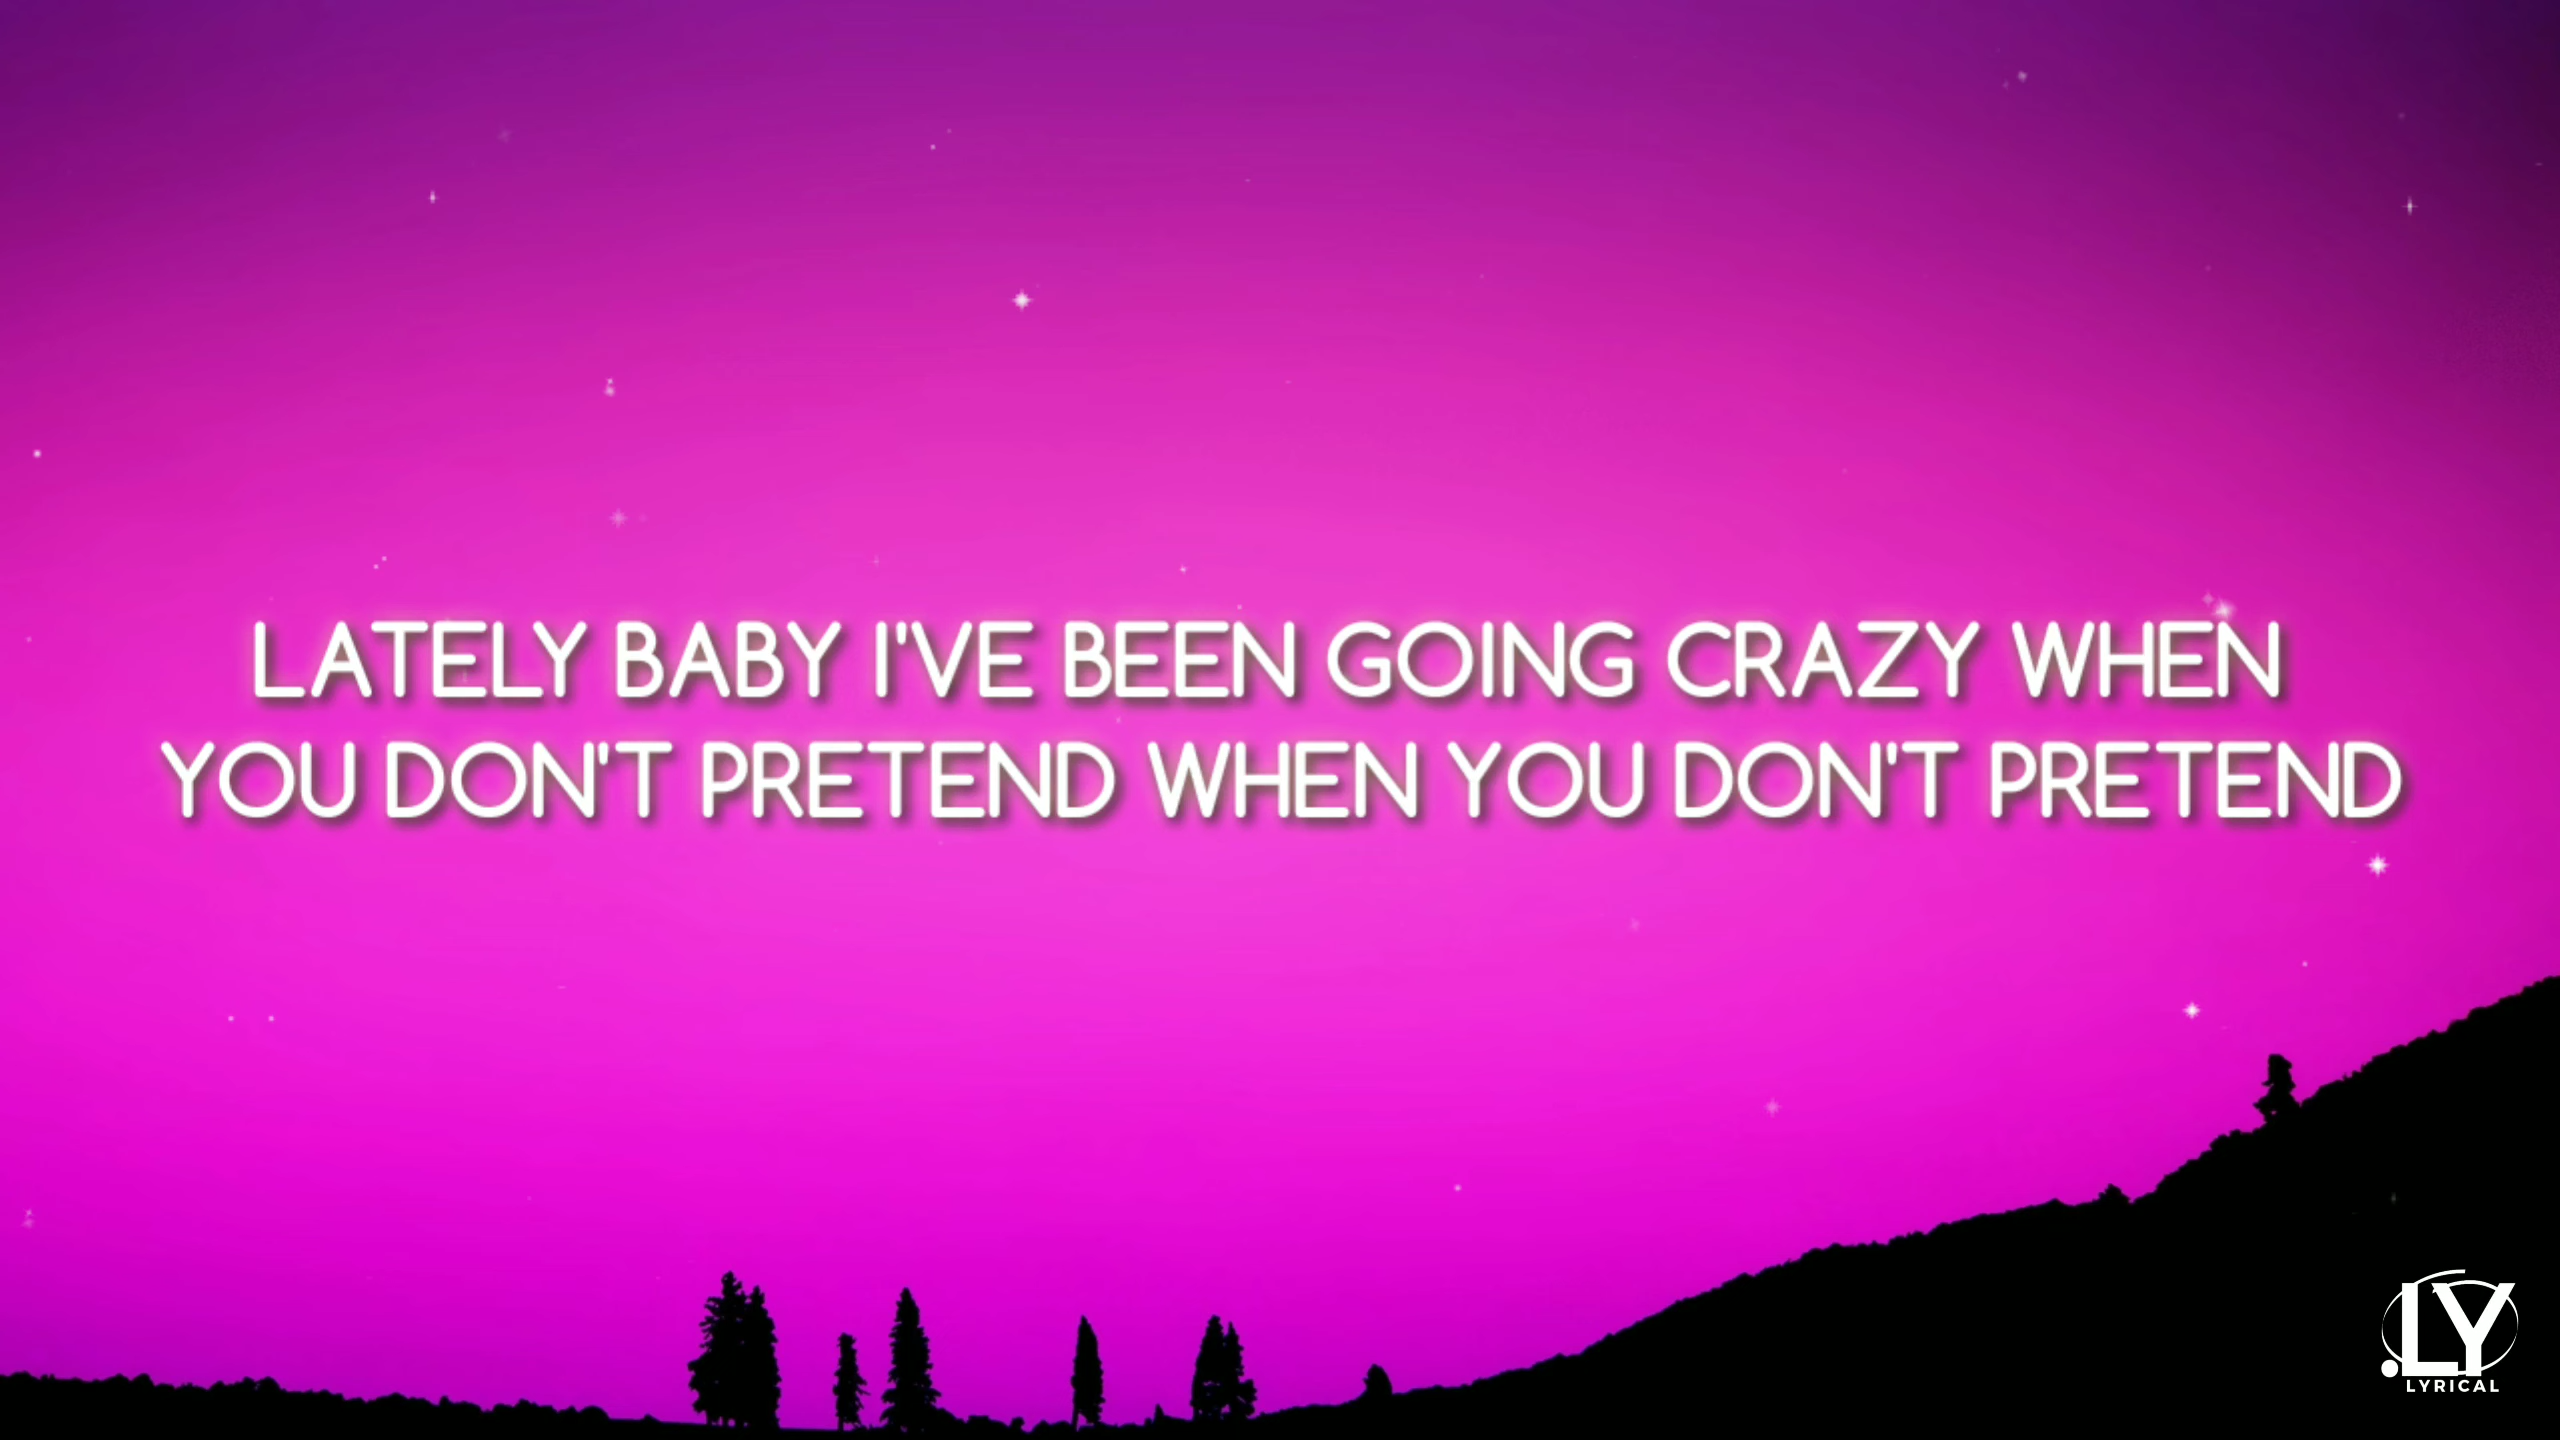 LATELY BABY I'VE BEEN GOING CRAZY WHEN
YOU DON'T PRETEND WHEN YOU DON'T PRETEND
.LY
LYRICAL